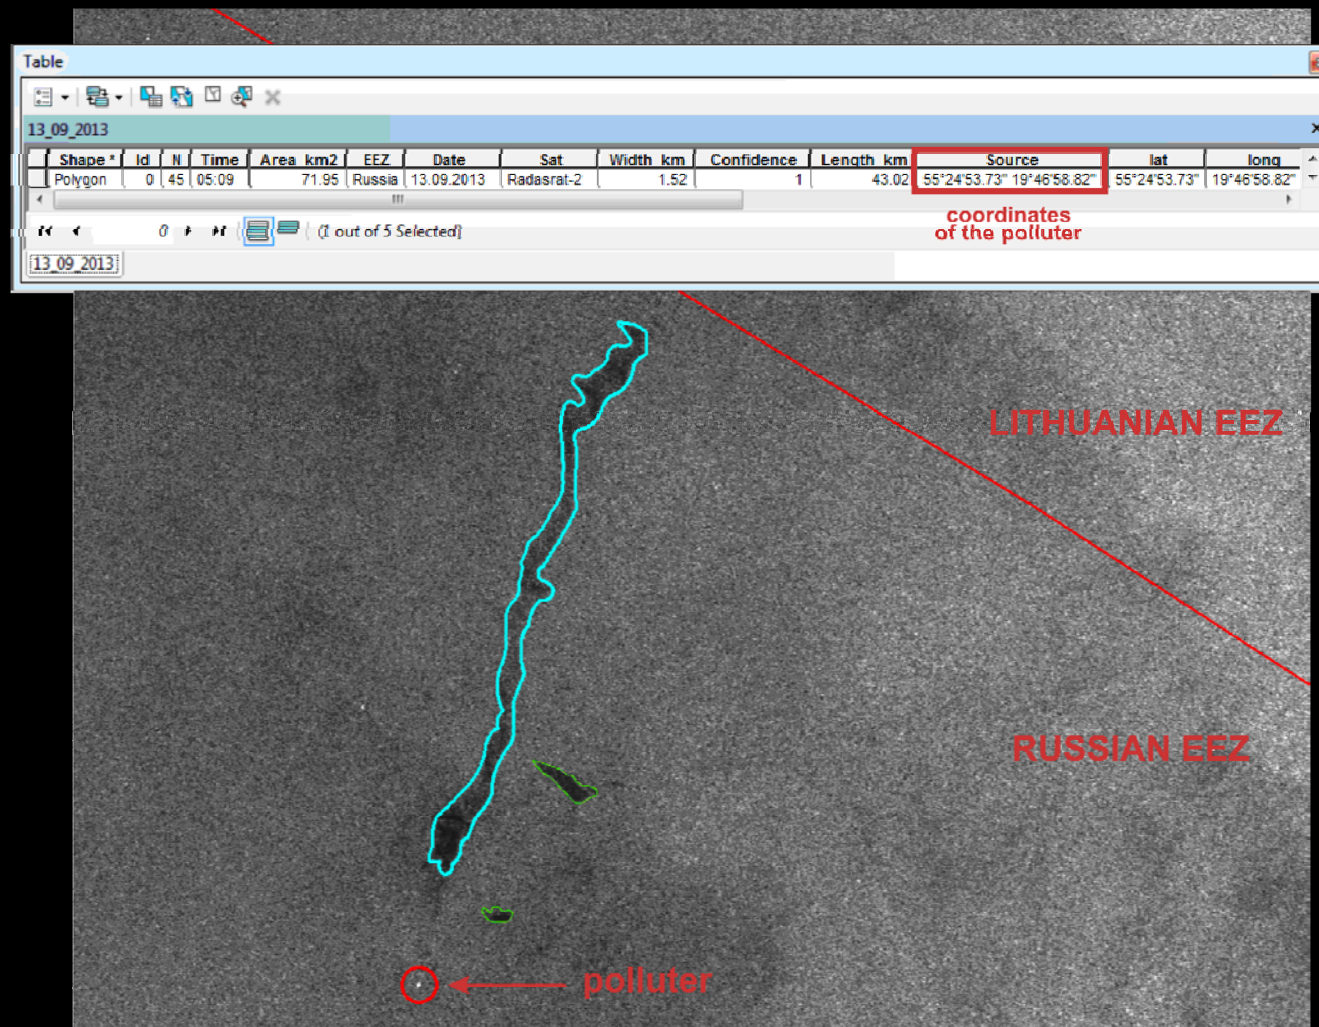 Table
13_09_2013
Shape * Id N Time Area_km2 EEZ Date Sat Width_km Confidence Length_km Source lat long
Polygon 0 45 05:09 71.95 Russia 13.09.2013 Radasrat-2 1.52 1 43.02 55°24'53.73" 19°46'58.82" 55°24'53.73" 19°46'58.82"
coordinates
of the polluter
0 (1 out of 5 Selected)
13_09_2013
LITHUANIAN EEZ
RUSSIAN EEZ
polluter